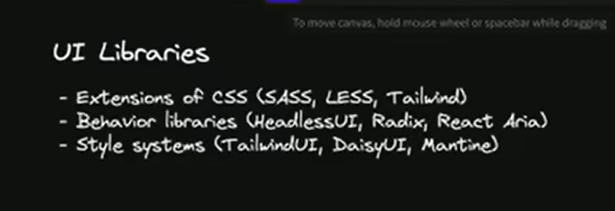 To move canvas, hold mouse wheel or spacebar while dragging
UI Libraries
- Extensions of CSS (SASS, LESS, Tailwind)
- Behavior libraries (HeadlessUI, Radix, React Aria)
- Style systems (TailwindUI, DaisyUI, Mantine)